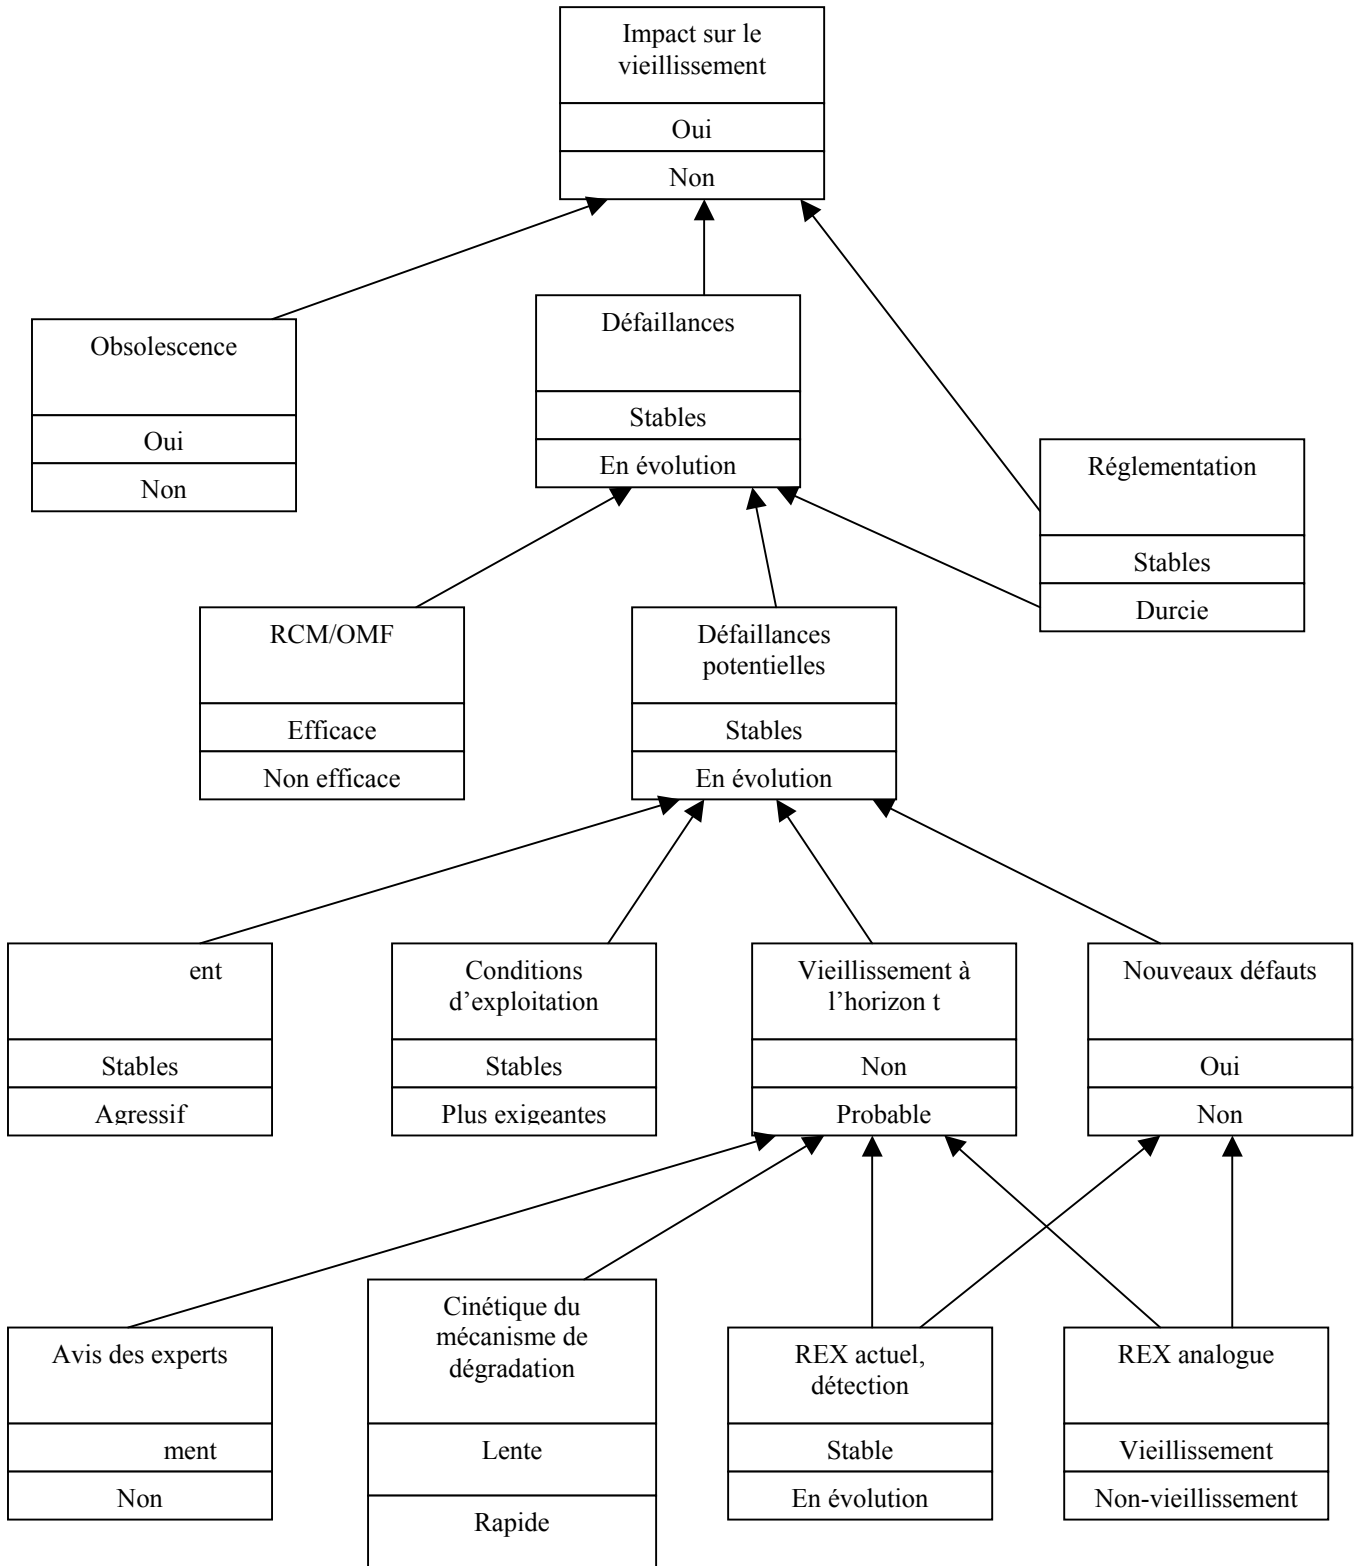 Impact sur le
vieillissement
Oui
Non
Obsolescence
Oui
Non
Défaillances
Stables
En évolution
Réglementation
Stables
Durcie
RCM/OMF
Efficace
Non efficace
Défaillances
potentielles
Stables
En évolution
ent
Stables
Agressif
Conditions
d’exploitation
Stables
Plus exigeantes
Vieillissement à
l’horizon t
Non
Probable
Nouveaux défauts
Oui
Non
Avis des experts
ment
Non
Cinétique du
mécanisme de
dégradation
Lente
Rapide
REX actuel,
détection
Stable
En évolution
REX analogue
Vieillissement
Non-vieillissement